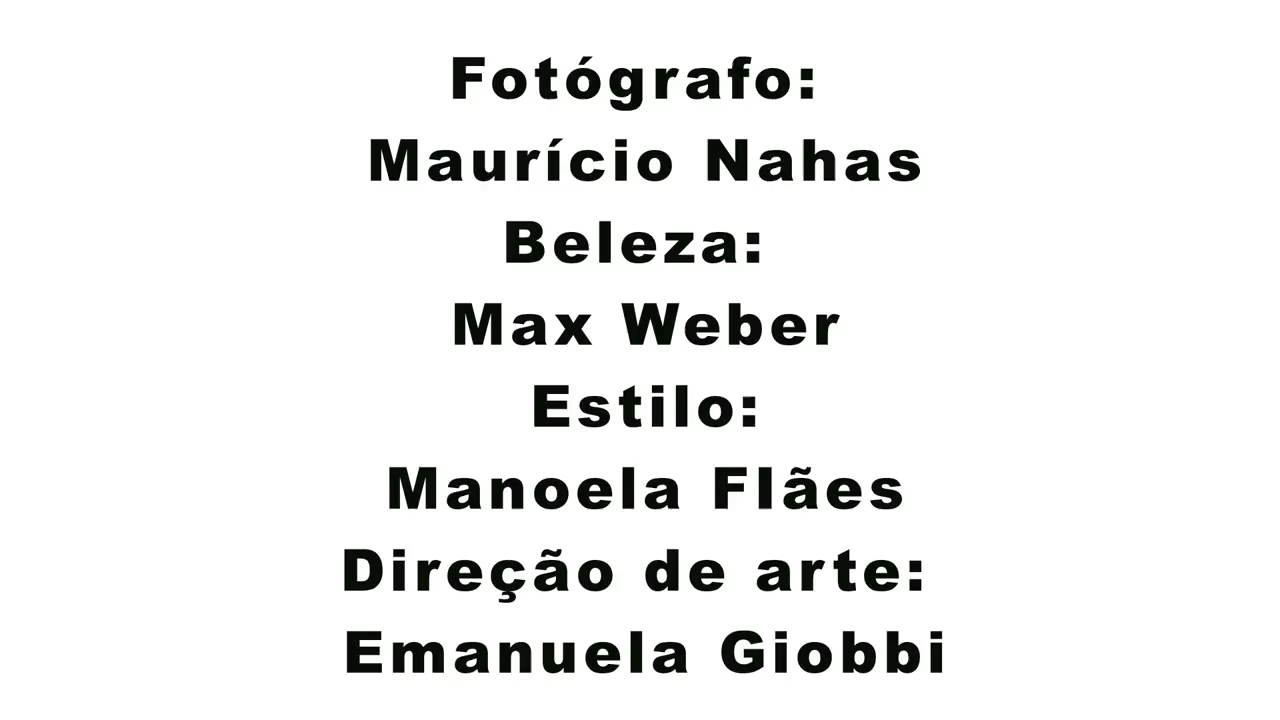 Fotógrafo:
Maurício Nahas
Beleza:
Max Weber
Estilo:
Manoela Flães
Direção de arte:
Emanuela Giobbi